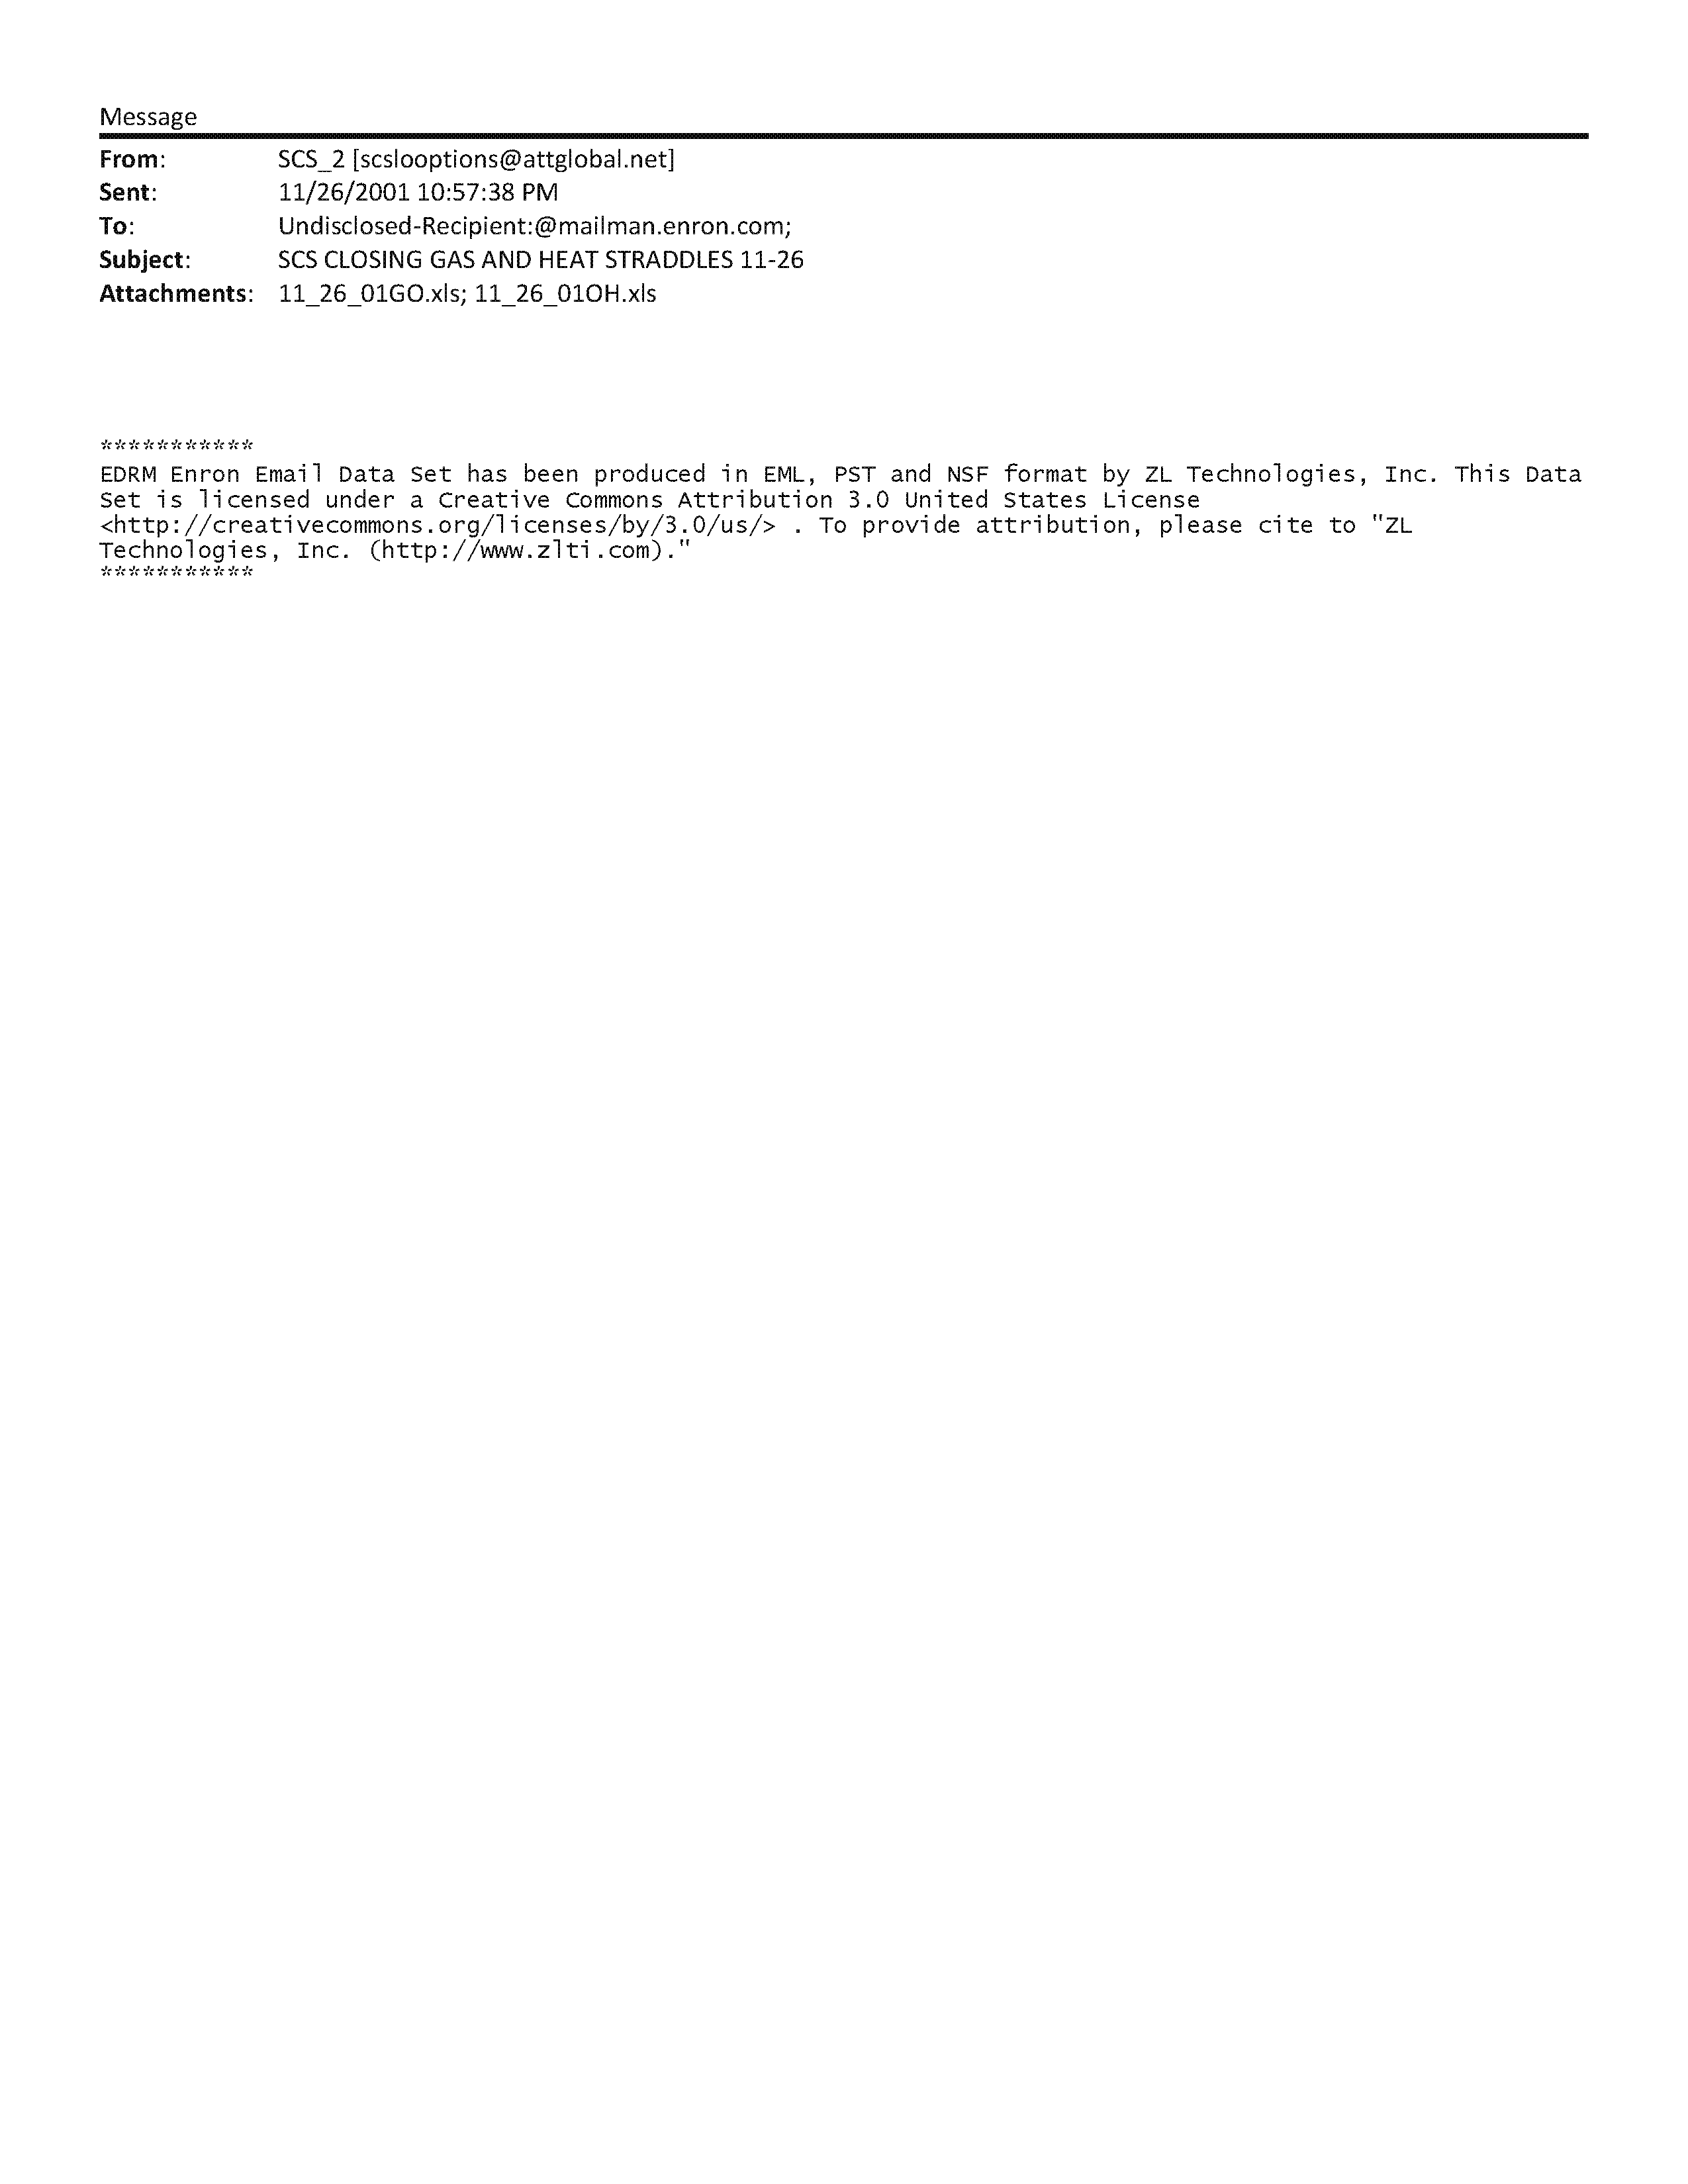 Message
From: SCS_2 [scslooptions@attglobal.net]
Sent: 11/26/2001 10:57:38 PM
To: Undisclosed-Recipient:@mailman.enron.com;
Subject: SCS CLOSING GAS AND HEAT STRADDLES 11-26
Attachments: 11_26_01GO.xls; 11_26_01OH.xls
***********
EDRM Enron Email Data Set has been produced in EML, PST and NSF format by ZL Technologies, Inc. This Data
Set is licensed under a Creative Commons Attribution 3.0 United States License
<http://creativecommons.org/licenses/by/3.0/us/> . To provide attribution, please cite to "ZL
Technologies, Inc. (http://www.zlti.com)."
***********